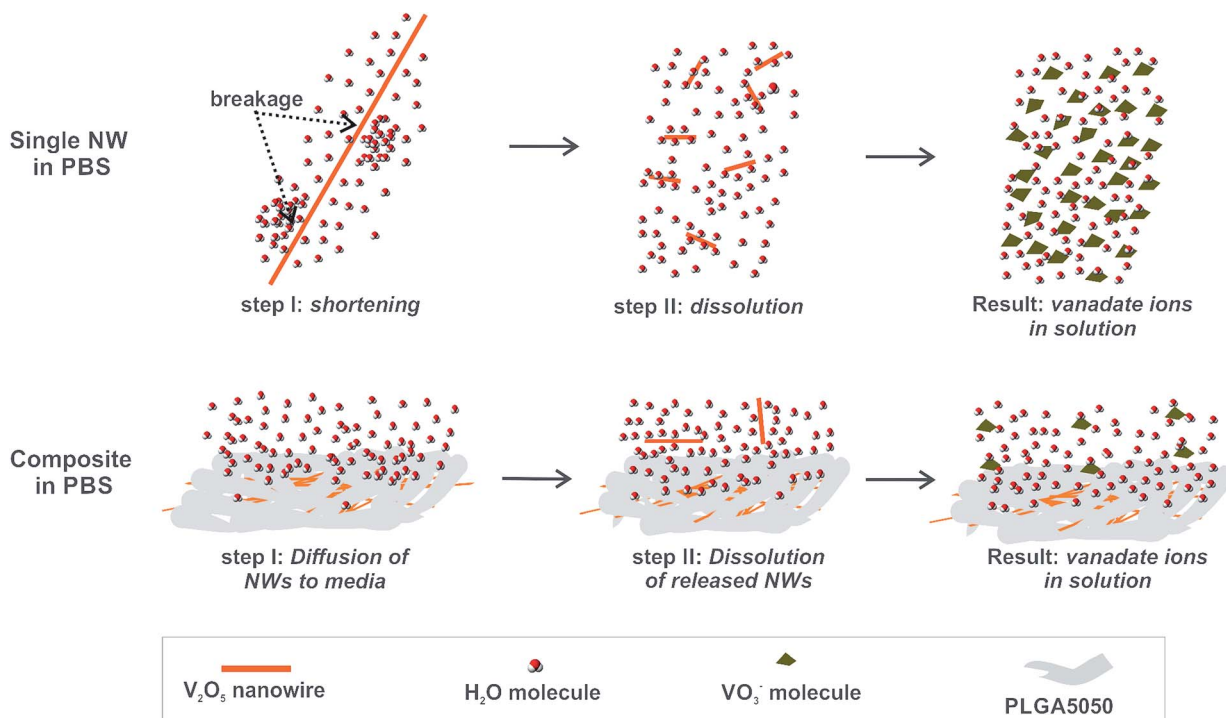 breakage
Single NW
in PBS
step I: shortening
step II: dissolution
Result: vanadate ions
in solution
Composite
in PBS
step I: Diffusion of
NWs to media
step II: Dissolution
of released NWs
Result: vanadate ions
in solution
V₂O₅ nanowire
H₂O molecule
VO₃⁻ molecule
PLGA5050